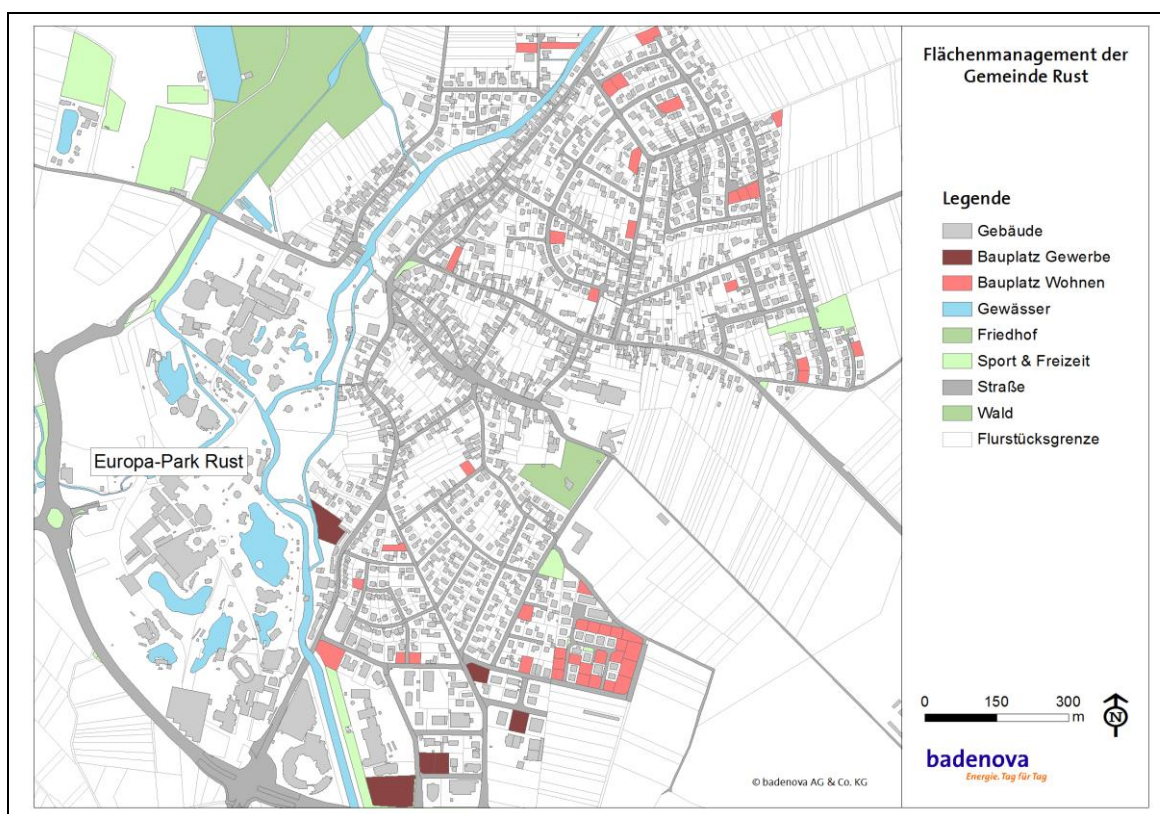 Flächenmanagement der
Gemeinde Rust
Legende
Gebäude
Bauplatz Gewerbe
Bauplatz Wohnen
Gewässer
Friedhof
Sport & Freizeit
Straße
Wald
Flurstücksgrenze
Europa-Park Rust
0 150 300
m
N
badenova
Energie. Tag für Tag
© badenova AG & Co. KG